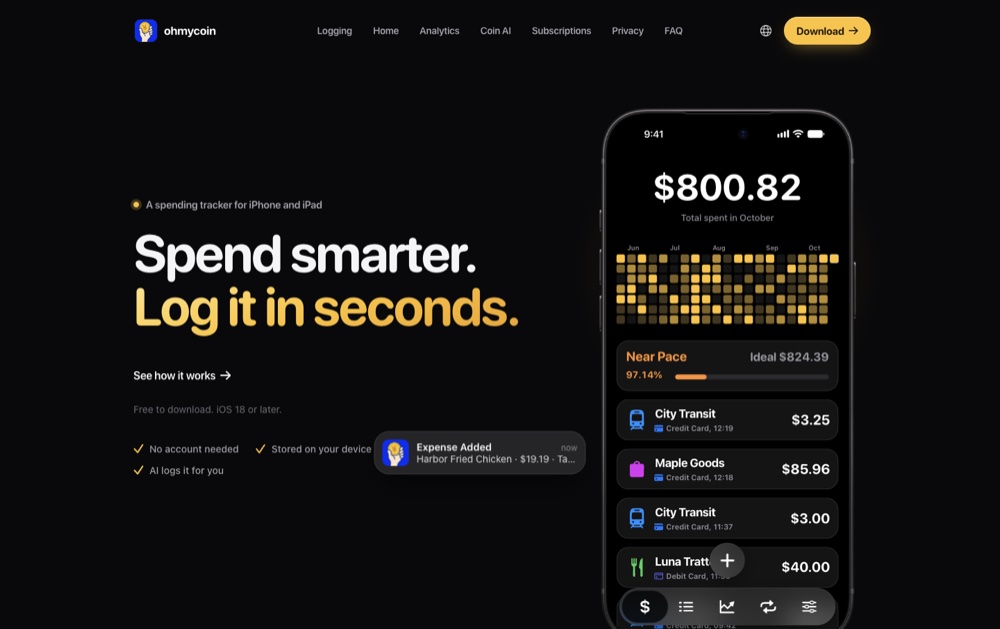 ohmycoin
Logging Home Analytics Coin AI Subscriptions Privacy FAQ
Download →
A spending tracker for iPhone and iPad
Spend smarter.
Log it in seconds.
See how it works →
Free to download. iOS 18 or later.
No account needed
Stored on your device
AI logs it for you
Expense Added now
Harbor Fried Chicken · $19.19 · Ta...
9:41
$800.82
Total spent in October
Jun Jul Aug Sep Oct
Near Pace Ideal $824.39
97.14%
City Transit
Credit Card, 12:19
$3.25
Maple Goods
Credit Card, 12:18
$85.96
City Transit
Credit Card, 11:37
$3.00
Luna Tratt
Debit Card,
$40.00
$